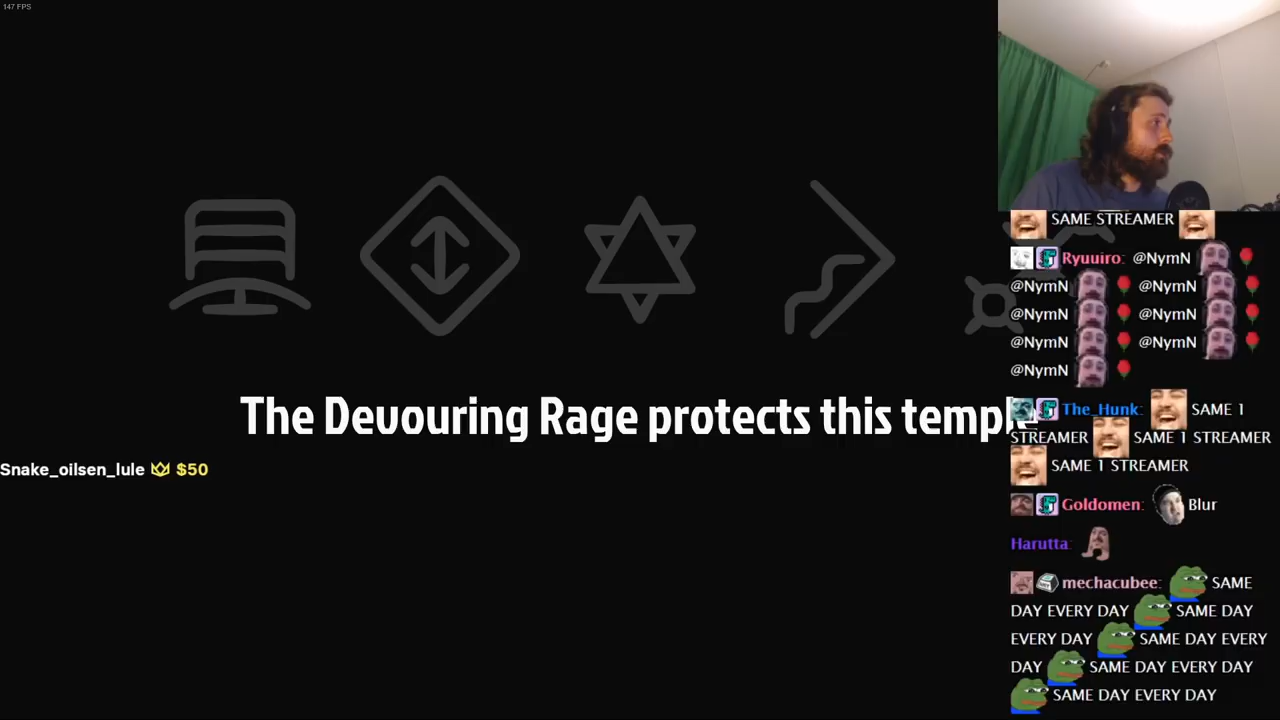 147 FPS
SAME STREAMER
Ryuuiro: @NymN
@NymN @NymN
@NymN @NymN
@NymN @NymN
@NymN
The_Hunk: SAME 1
STREAMER SAME 1 STREAMER
SAME 1 STREAMER
The Devouring Rage protects this temple
Snake_oilsen_lule $50
Goldomen: Blur
Harutta:
mechacubee: SAME
DAY EVERY DAY SAME DAY
EVERY DAY SAME DAY EVERY
DAY SAME DAY EVERY DAY
SAME DAY EVERY DAY